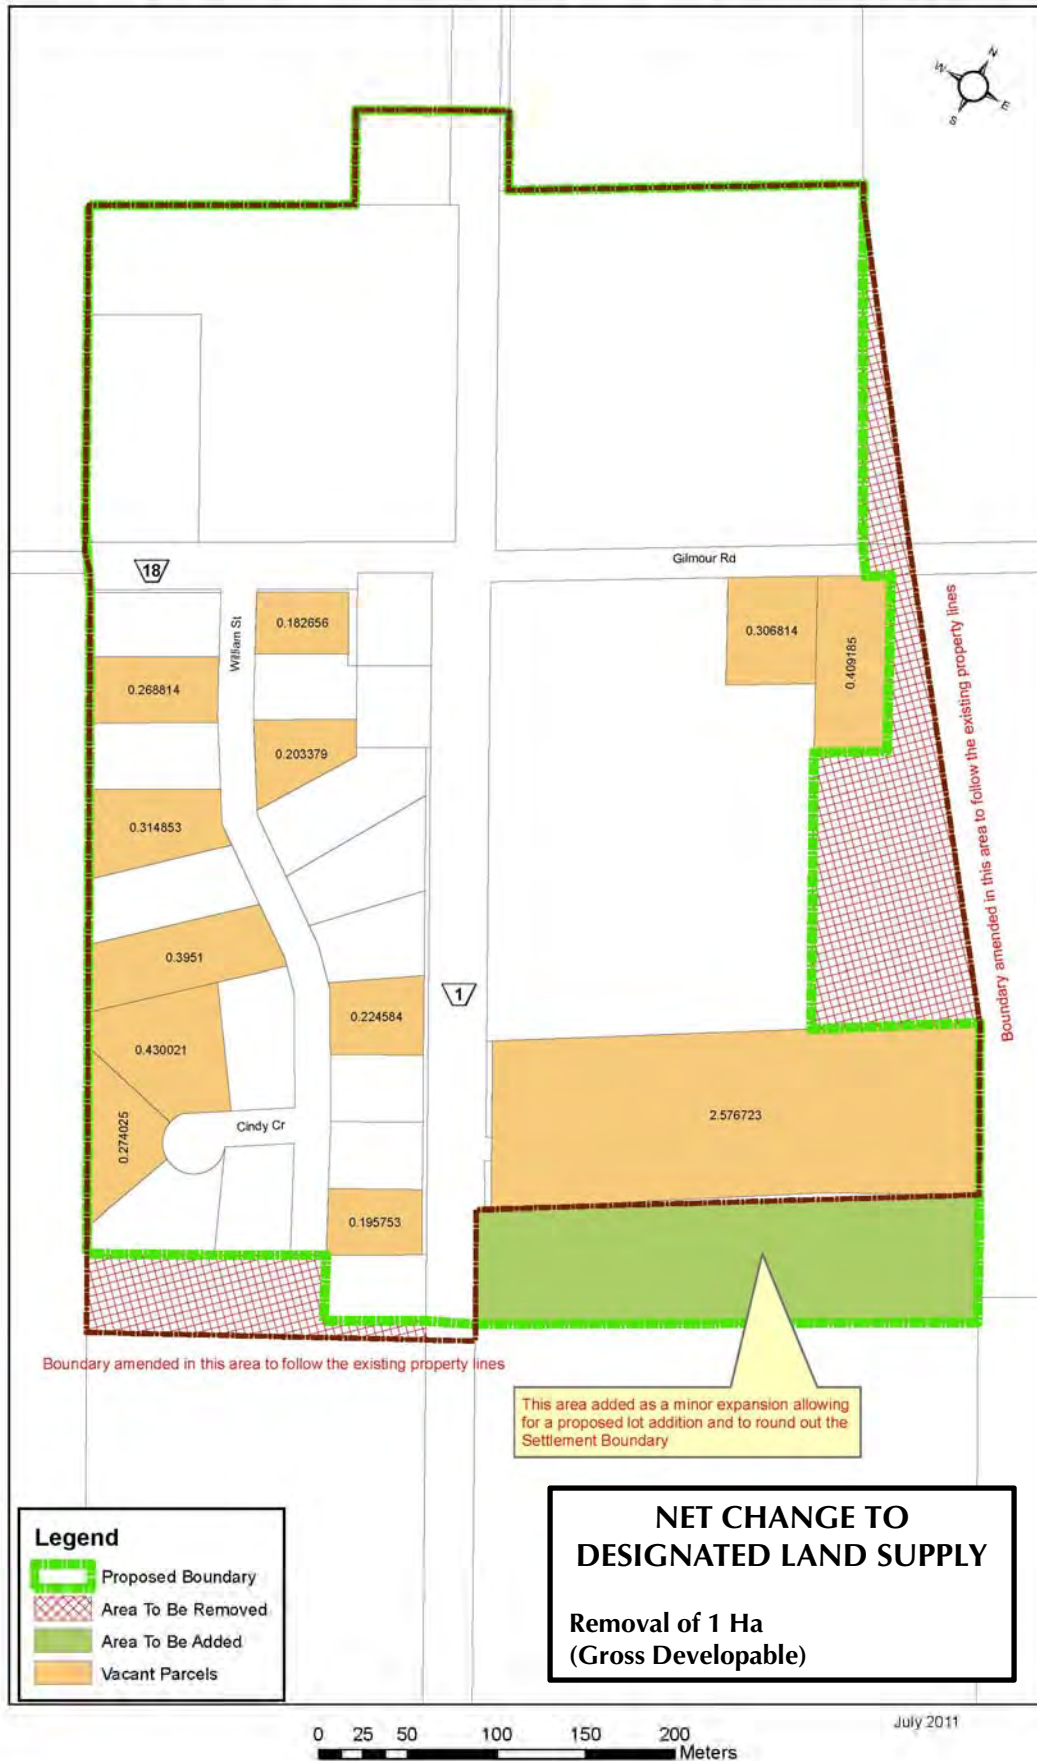 N
W
E
S
Gilmour Rd
18
William St
0.182656
0.306814
0.409185
0.268814
0.203379
0.314853
Boundary amended in this area to follow the existing property lines
0.3951
0.224584
1
0.430021
0.274025
Cindy Cr
2.576723
0.195753
Boundary amended in this area to follow the existing property lines
This area added as a minor expansion allowing
for a proposed lot addition and to round out the
Settlement Boundary
NET CHANGE TO
DESIGNATED LAND SUPPLY
Removal of 1 Ha
(Gross Developable)
Legend
Proposed Boundary
Area To Be Removed
Area To Be Added
Vacant Parcels
July 2011
0 25 50 100 150 200
Meters